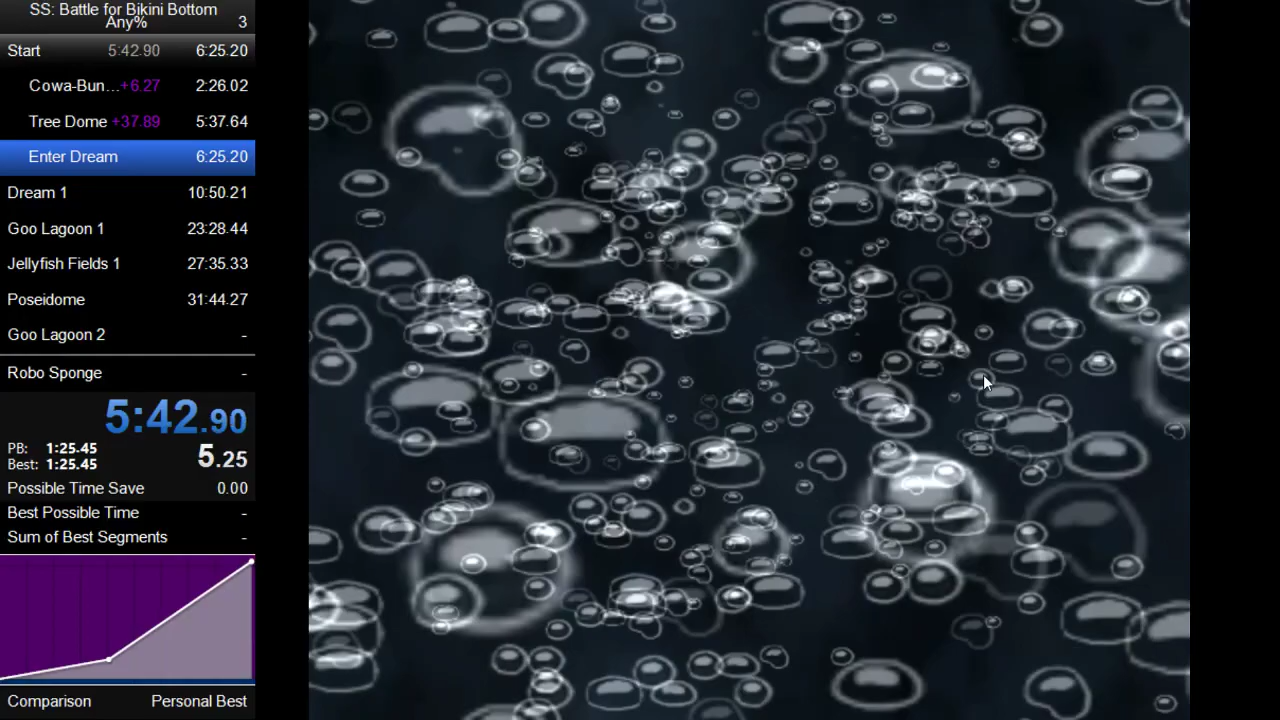 SS: Battle for Bikini Bottom
Any% 3
Start 5:42.90 6:25.20
Cowa-Bun... +6.27 2:26.02
Tree Dome +37.89 5:37.64
Enter Dream 6:25.20
Dream 1 10:50.21
Goo Lagoon 1 23:28.44
Jellyfish Fields 1 27:35.33
Poseidome 31:44.27
Goo Lagoon 2 -
Robo Sponge -
5:42.90
PB: 1:25.45
Best: 1:25.45
5.25
Possible Time Save 0.00
Best Possible Time -
Sum of Best Segments -
Comparison Personal Best